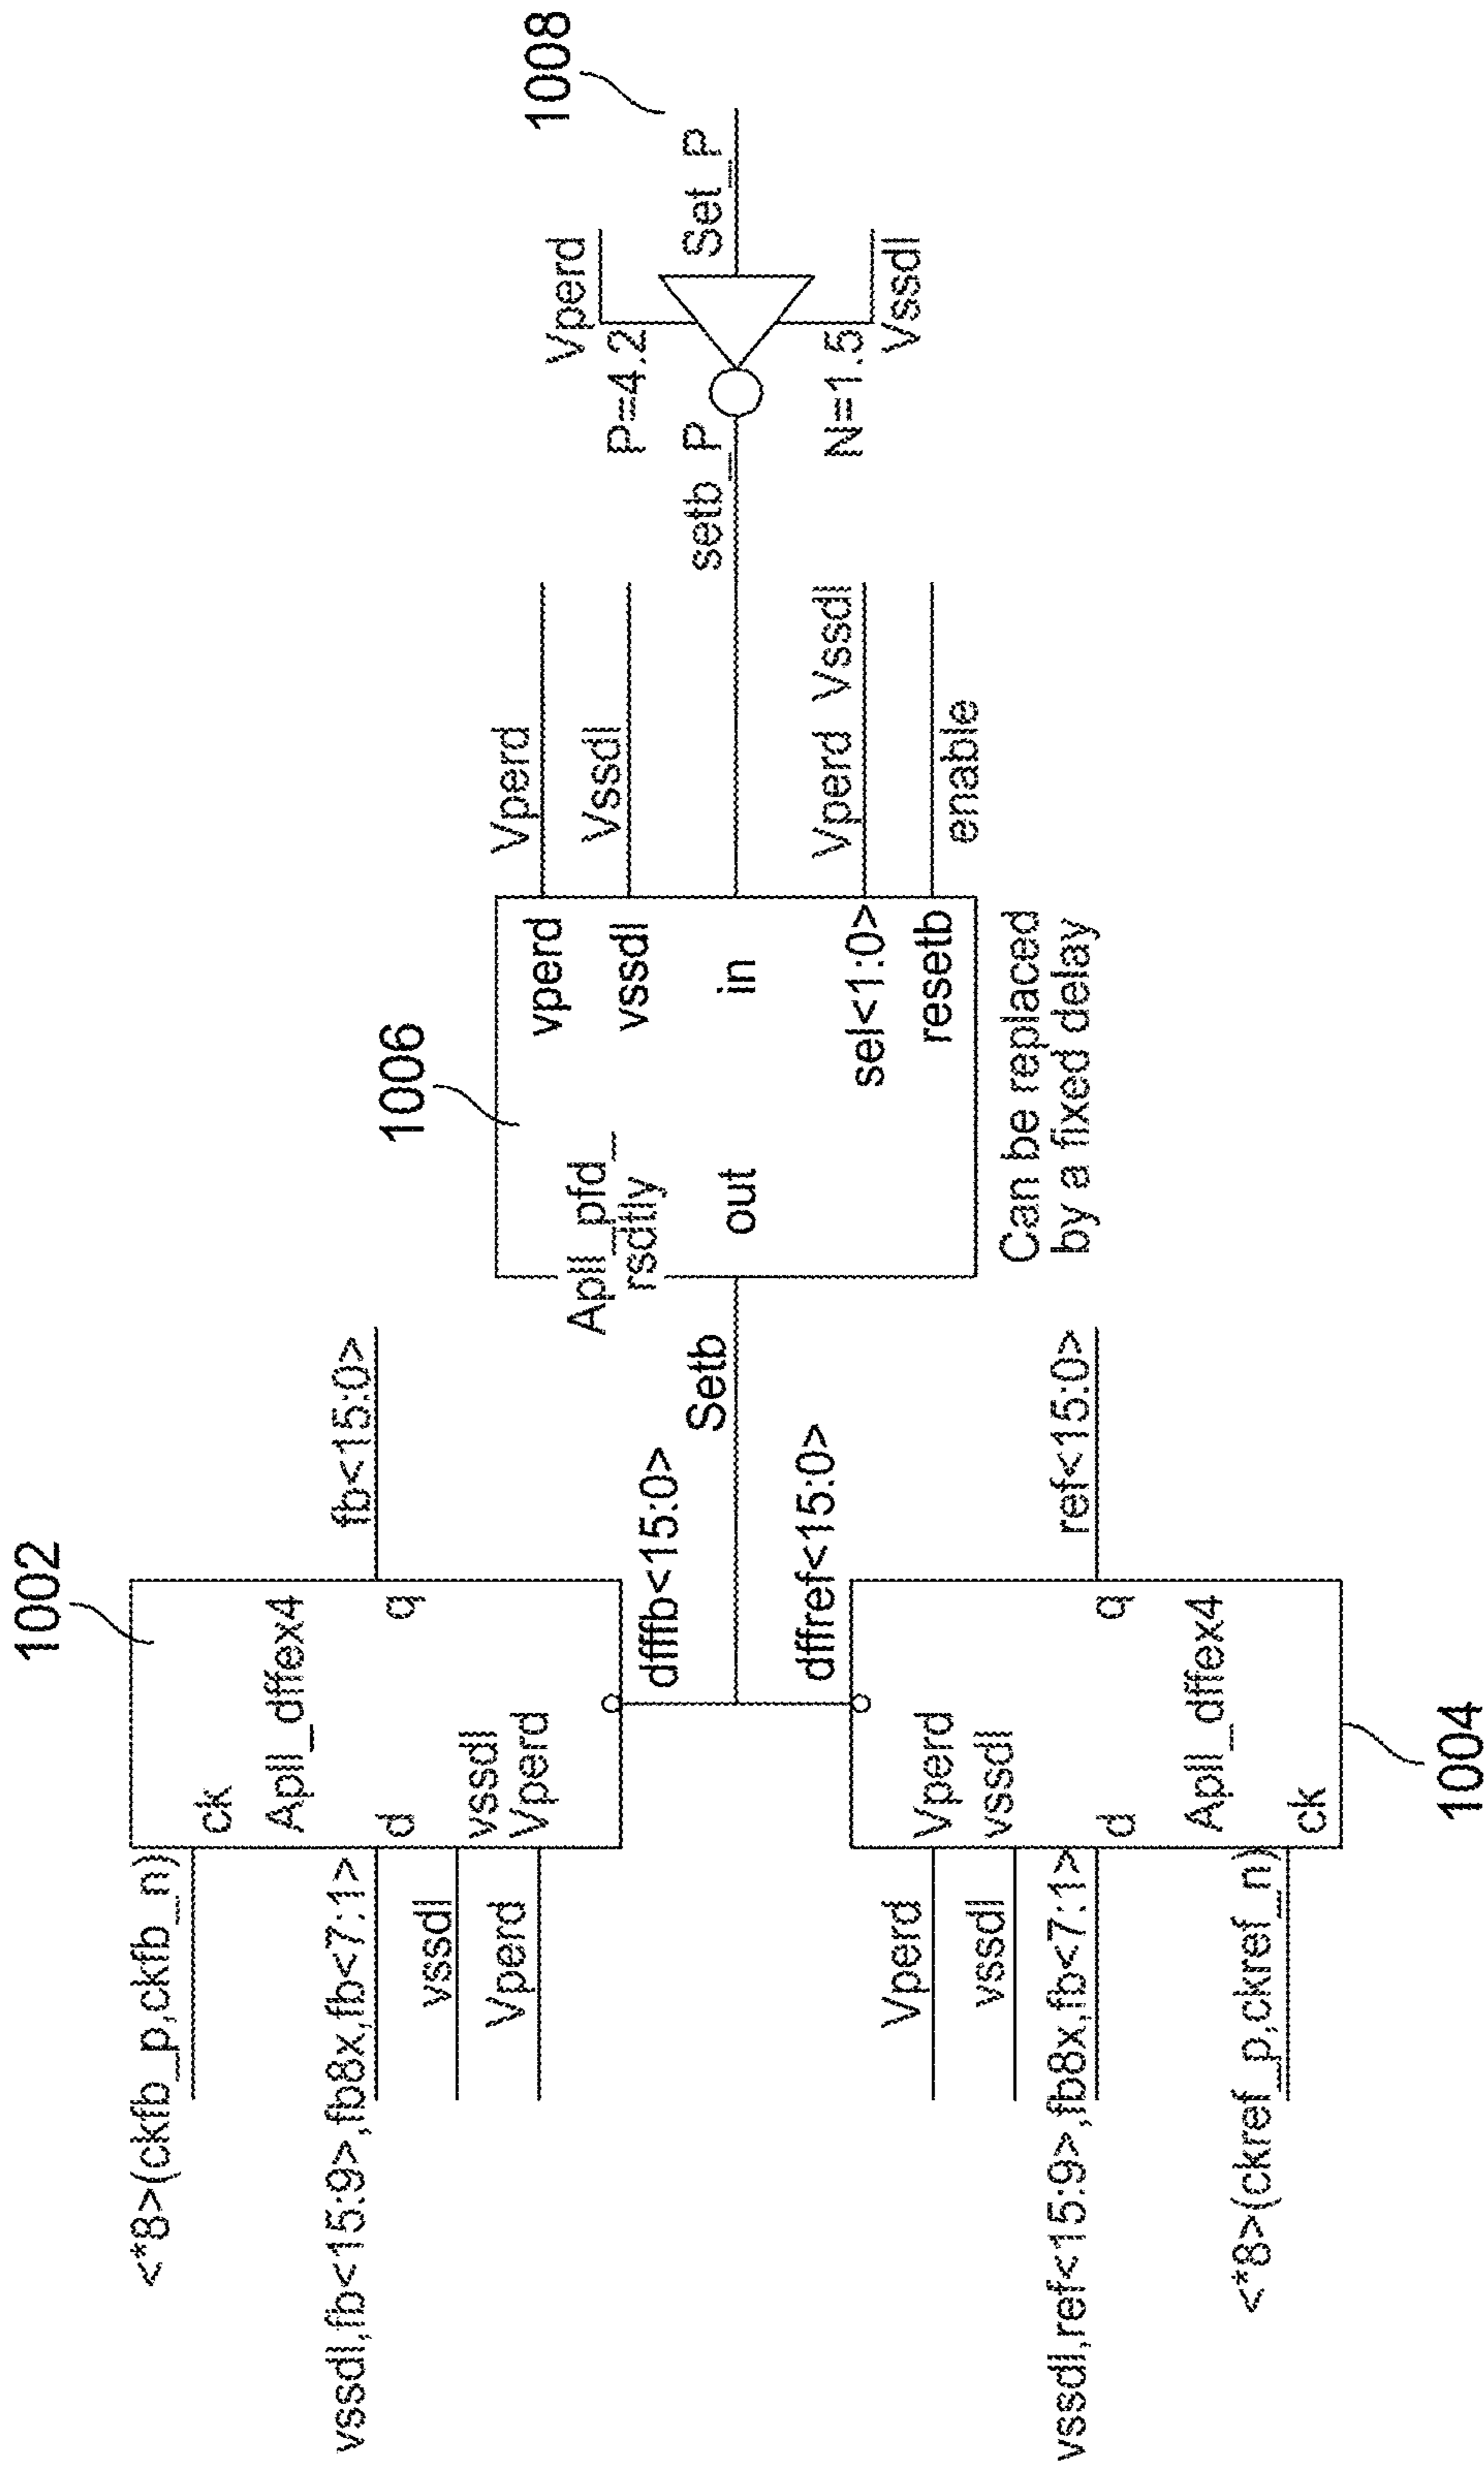 1002
<*8>(ckfb_p,ckfb_n)
ck
Apll_dffex4
vssdl,fb<15:9>,fb8x,fb<7:1>
d
q
fb<15:0>
vssdl
vssdl
Vperd
Vperd
dfffb<15:0>
Setb
dffref<15:0>
1006
Apll_pfd_
rsdtly
vperd
Vperd
vssdl
Vssdl
out
in
sel<1:0>
Vperd Vssdl
resetb
enable
Can be replaced
by a fixed delay
setb_P
Vperd
P=4.2
Set_P
1008
N=1.5
Vssdl
Vperd
Vperd
vssdl
vssdl
vssdl,ref<15:9>,fb8x,fb<7:1>
d
q
ref<15:0>
Apll_dffex4
<*8>(ckref_p,ckref_n)
ck
1004